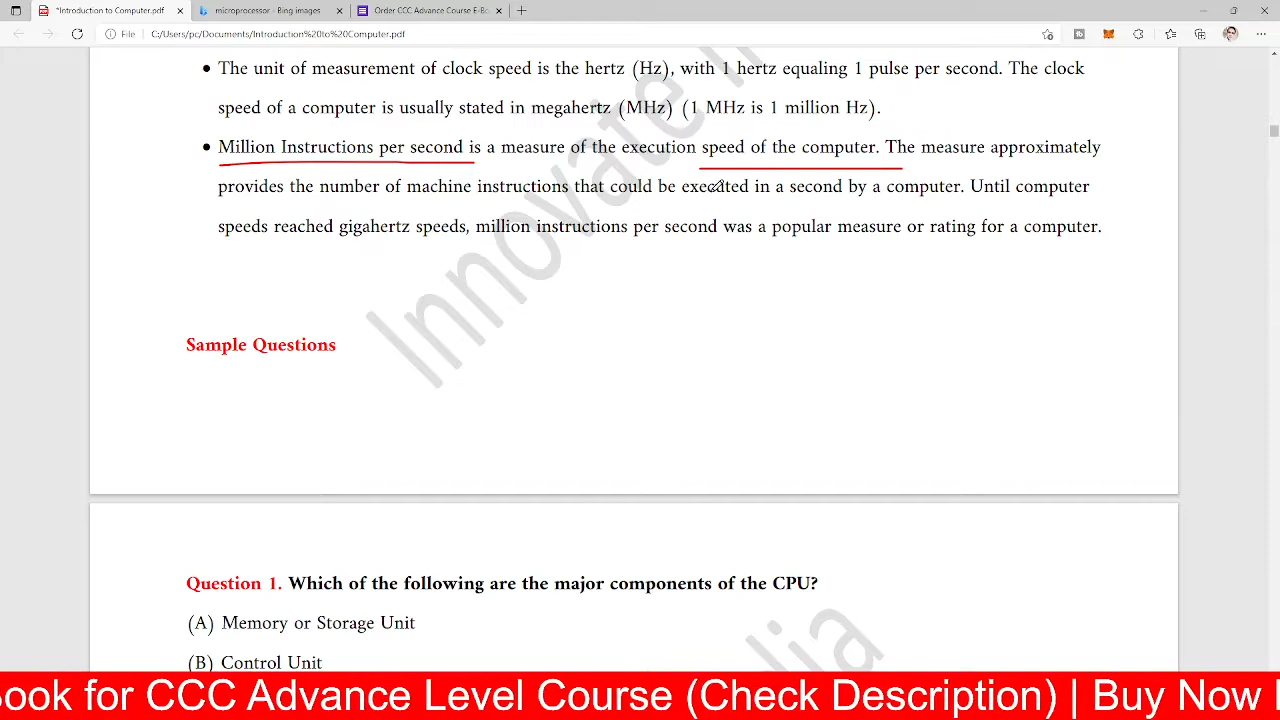 *Introduction to Computer.pdf
microprocessor - Bing images
Order CCC Advance Course E-Bo
File
C:/Users/pc/Documents/Introduction%20to%20Computer.pdf
• The unit of measurement of clock speed is the hertz (Hz), with 1 hertz equaling 1 pulse per second. The clock
speed of a computer is usually stated in megahertz (MHz) (1 MHz is 1 million Hz).
• Million Instructions per second is a measure of the execution speed of the computer. The measure approximately
provides the number of machine instructions that could be executed in a second by a computer. Until computer
speeds reached gigahertz speeds, million instructions per second was a popular measure or rating for a computer.
Innovate I
Sample Questions
Question 1. Which of the following are the major components of the CPU?
(A) Memory or Storage Unit
dia
(B) Control Unit
Book for CCC Advance Level Course (Check Description) | Buy Now